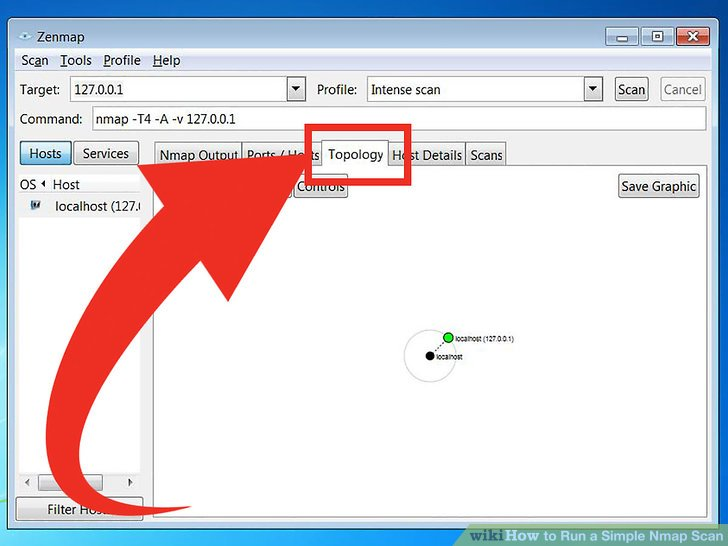 Zenmap
Scan Tools Profile Help
Target: 127.0.0.1 Profile: Intense scan Scan Cancel
Command: nmap -T4 -A -v 127.0.0.1
Hosts Services Nmap Output Ports / Hosts Topology Host Details Scans
OS Host
Controls Save Graphic
localhost (127.
localhost (127.0.0.1)
localhost
Filter Hos
wikiHow to Run a Simple Nmap Scan